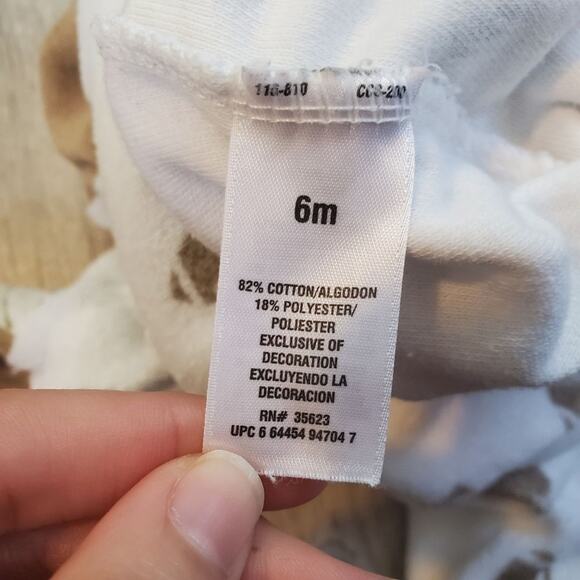 6m
82% COTTON/ALGODON
18% POLYESTER/
POLIESTER
EXCLUSIVE OF
DECORATION
EXCLUYENDO LA
DECORACION
RN# 35623
UPC 6 64454 94704 7